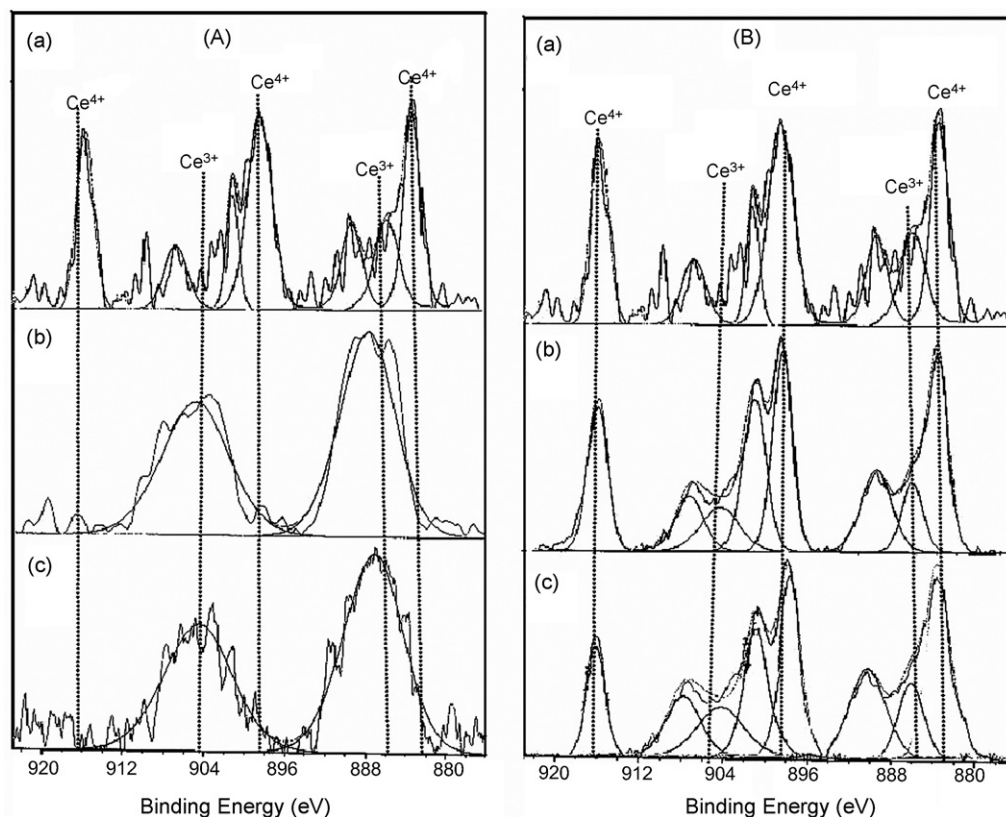 (a)
(A)
Ce4+
Ce4+
Ce4+
Ce3+
Ce3+
(b)
(c)
920
912
904
896
888
880
Binding Energy (eV)
(a)
(B)
Ce4+
Ce4+
Ce4+
Ce3+
Ce3+
(b)
(c)
920
912
904
896
888
880
Binding Energy (eV)